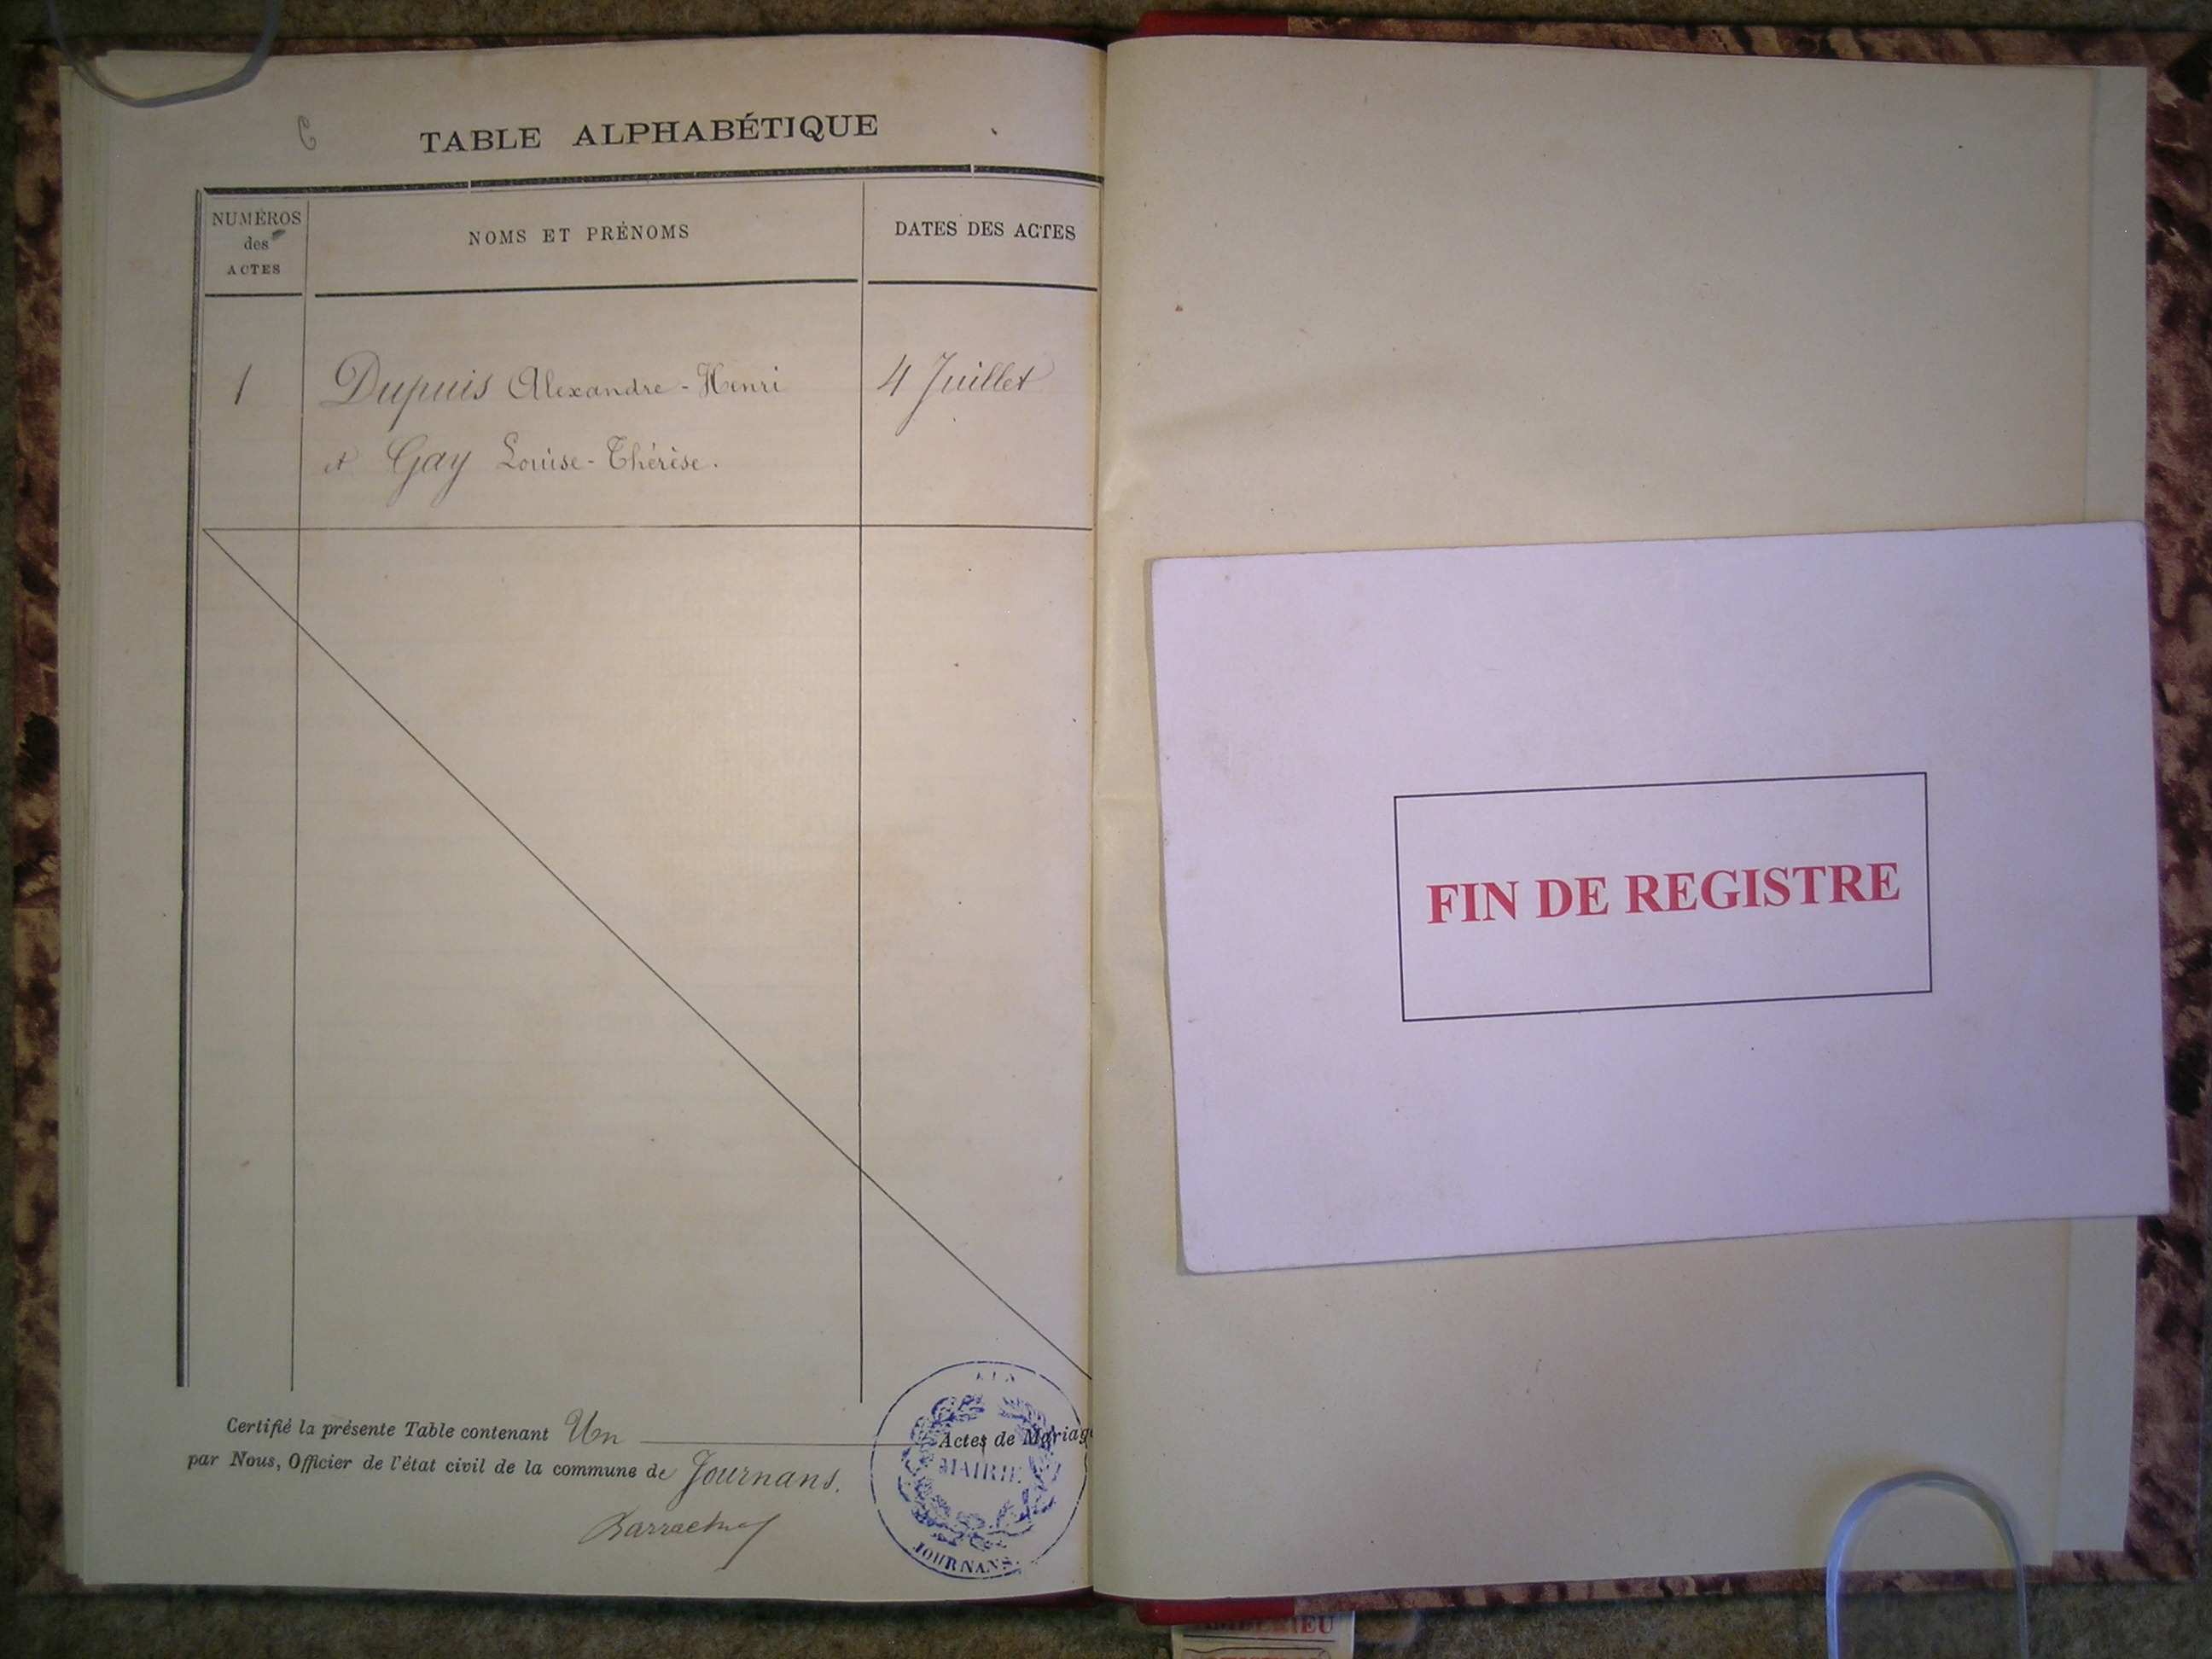 TABLE ALPHABÉTIQUE
NUMÉROS
des
ACTES
NOMS ET PRÉNOMS
DATES DES ACTES
1
Dupuis Alexandre-Henri
4 Juillet
et Gay Louise-Thérèse.
Certifié la présente Table contenant Un Actes de Mariage
par Nous, Officier de l'état civil de la commune de Journans.
AIN
MAIRIE
JOURNANS.
FIN DE REGISTRE